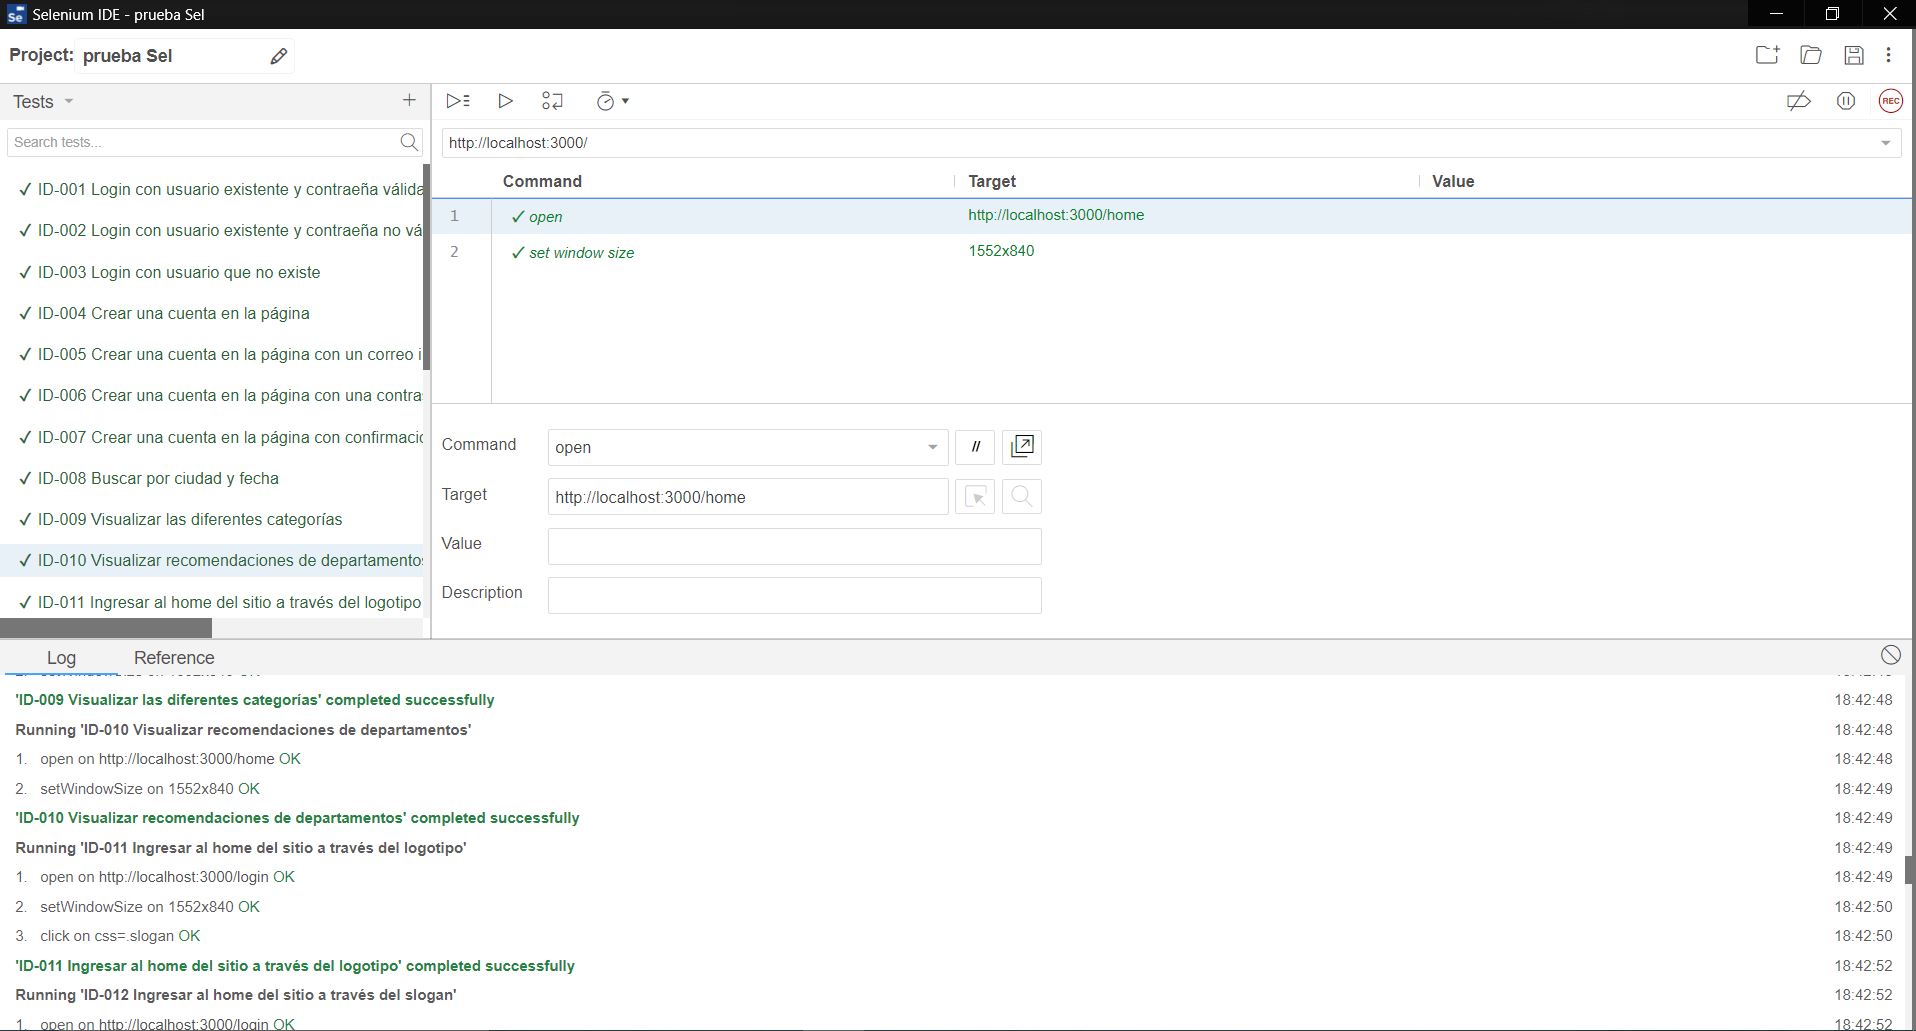 Selenium IDE - prueba Sel
Project: prueba Sel
Tests
Search tests...
✓ ID-001 Login con usuario existente y contraeña válida
✓ ID-002 Login con usuario existente y contraeña no vá
✓ ID-003 Login con usuario que no existe
✓ ID-004 Crear una cuenta en la página
✓ ID-005 Crear una cuenta en la página con un correo i
✓ ID-006 Crear una cuenta en la página con una contra
✓ ID-007 Crear una cuenta en la página con confirmació
✓ ID-008 Buscar por ciudad y fecha
✓ ID-009 Visualizar las diferentes categorías
✓ ID-010 Visualizar recomendaciones de departamentos
✓ ID-011 Ingresar al home del sitio a través del logotipo
REC
http://localhost:3000/
Command Target Value
1 ✓ open http://localhost:3000/home
2 ✓ set window size 1552x840
Command open //
Target http://localhost:3000/home
Value
Description
Log Reference
'ID-009 Visualizar las diferentes categorías' completed successfully 18:42:48
Running 'ID-010 Visualizar recomendaciones de departamentos' 18:42:48
1. open on http://localhost:3000/home OK 18:42:48
2. setWindowSize on 1552x840 OK 18:42:49
'ID-010 Visualizar recomendaciones de departamentos' completed successfully 18:42:49
Running 'ID-011 Ingresar al home del sitio a través del logotipo' 18:42:49
1. open on http://localhost:3000/login OK 18:42:49
2. setWindowSize on 1552x840 OK 18:42:50
3. click on css=.slogan OK 18:42:50
'ID-011 Ingresar al home del sitio a través del logotipo' completed successfully 18:42:52
Running 'ID-012 Ingresar al home del sitio a través del slogan' 18:42:52
1. open on http://localhost:3000/login OK 18:42:52